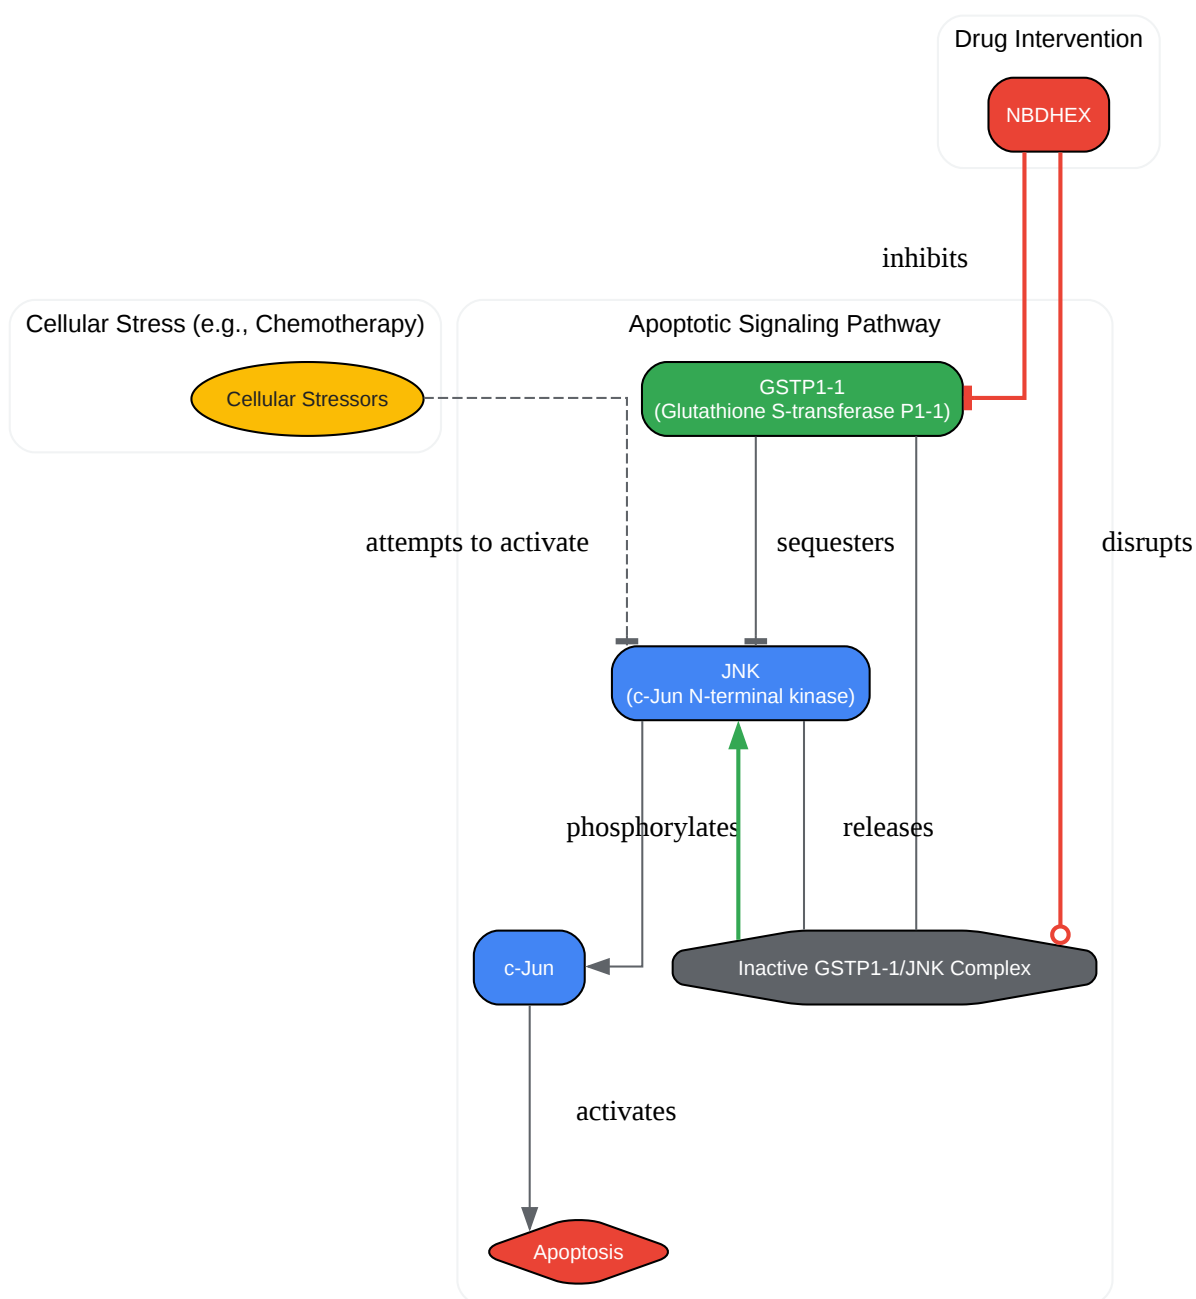 Drug Intervention
NBDHEX
inhibits
Cellular Stress (e.g., Chemotherapy)
Cellular Stressors
Apoptotic Signaling Pathway
GSTP1-1
(Glutathione S-transferase P1-1)
attempts to activate
sequesters
disrupts
JNK
(c-Jun N-terminal kinase)
phosphorylates
releases
c-Jun
Inactive GSTP1-1/JNK Complex
activates
Apoptosis